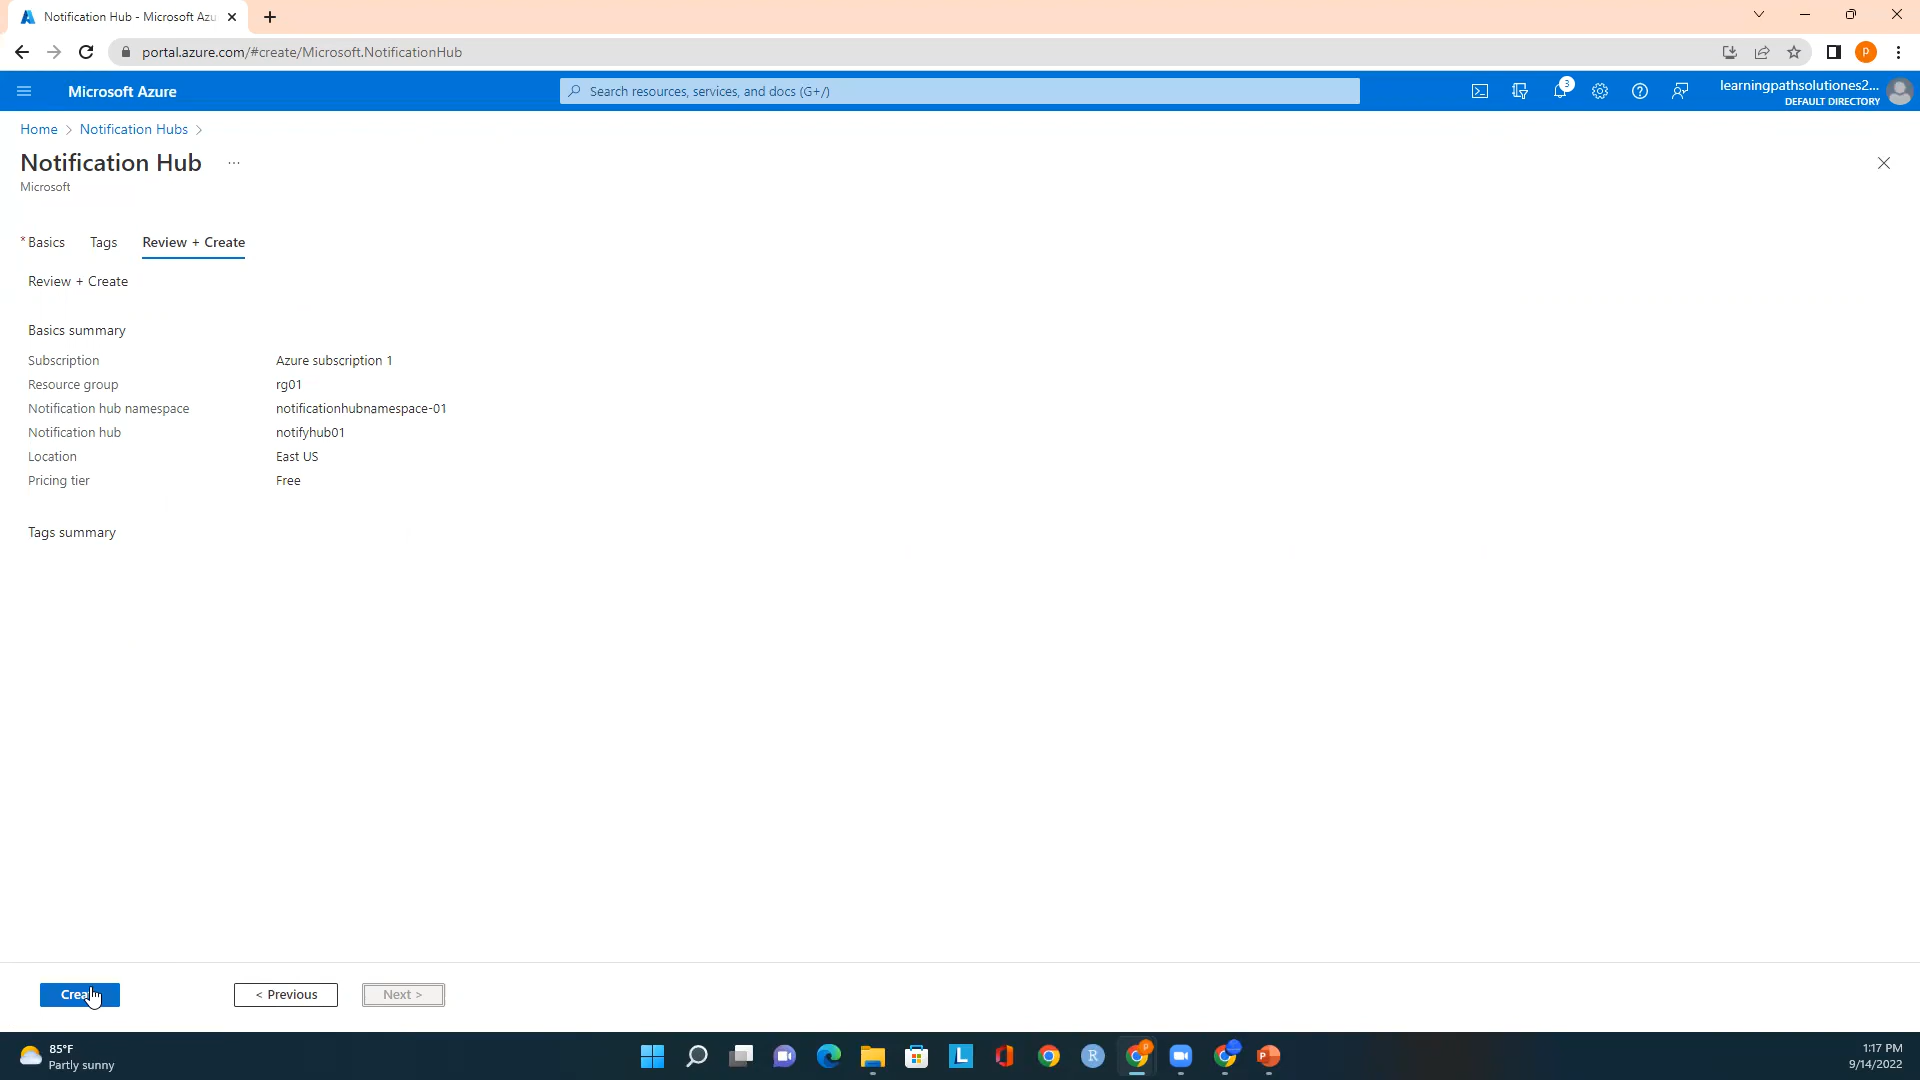 Notification Hub - Microsoft Azu
portal.azure.com/#create/Microsoft.NotificationHub
P
Microsoft Azure
Search resources, services, and docs (G+/)
3
learningpathsolutiones2...
DEFAULT DIRECTORY
Home > Notification Hubs >
Notification Hub ...
Microsoft
* Basics Tags Review + Create
Review + Create
Basics summary
Subscription Azure subscription 1
Resource group rg01
Notification hub namespace notificationhubnamespace-01
Notification hub notifyhub01
Location East US
Pricing tier Free
Tags summary
< Previous Next >
85°F
Partly sunny
L
R
P
P
1:17 PM
9/14/2022